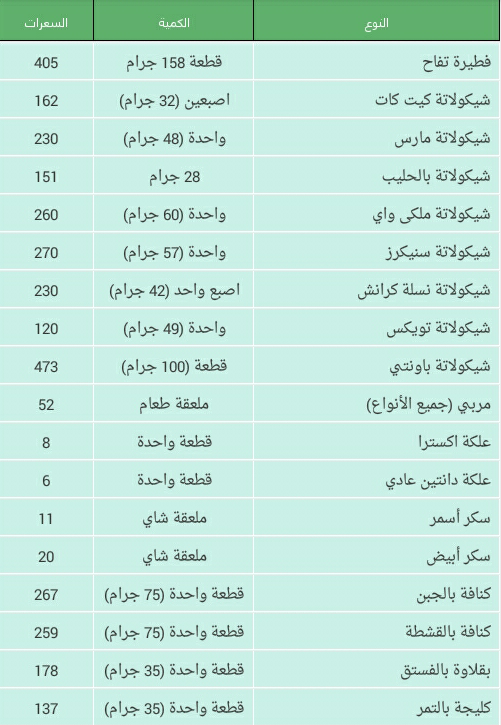 النوع الكمية السعرات
فطيرة تفاح قطعة 158 جرام 405
شيكولاتة كيت كات اصبعين (32 جرام) 162
شيكولاتة مارس واحدة (48 جرام) 230
شيكولاتة بالحليب 28 جرام 151
شيكولاتة ملكى واي واحدة (60 جرام) 260
شيكولاتة سنيكرز واحدة (57 جرام) 270
شيكولاتة نسلة كرانش اصبع واحد (42 جرام) 230
شيكولاتة تويكس واحدة (49 جرام) 120
شيكولاتة باونتي قطعة (100 جرام) 473
مربي (جميع الأنواع) ملعقة طعام 52
علكة اكسترا قطعة واحدة 8
علكة دانتين عادي قطعة واحدة 6
سكر أسمر ملعقة شاي 11
سكر أبيض ملعقة شاي 20
كنافة بالجبن قطعة واحدة (75 جرام) 267
كنافة بالقشطة قطعة واحدة (75 جرام) 259
بقلاوة بالفستق قطعة واحدة (35 جرام) 178
كليجة بالتمر قطعة واحدة (35 جرام) 137